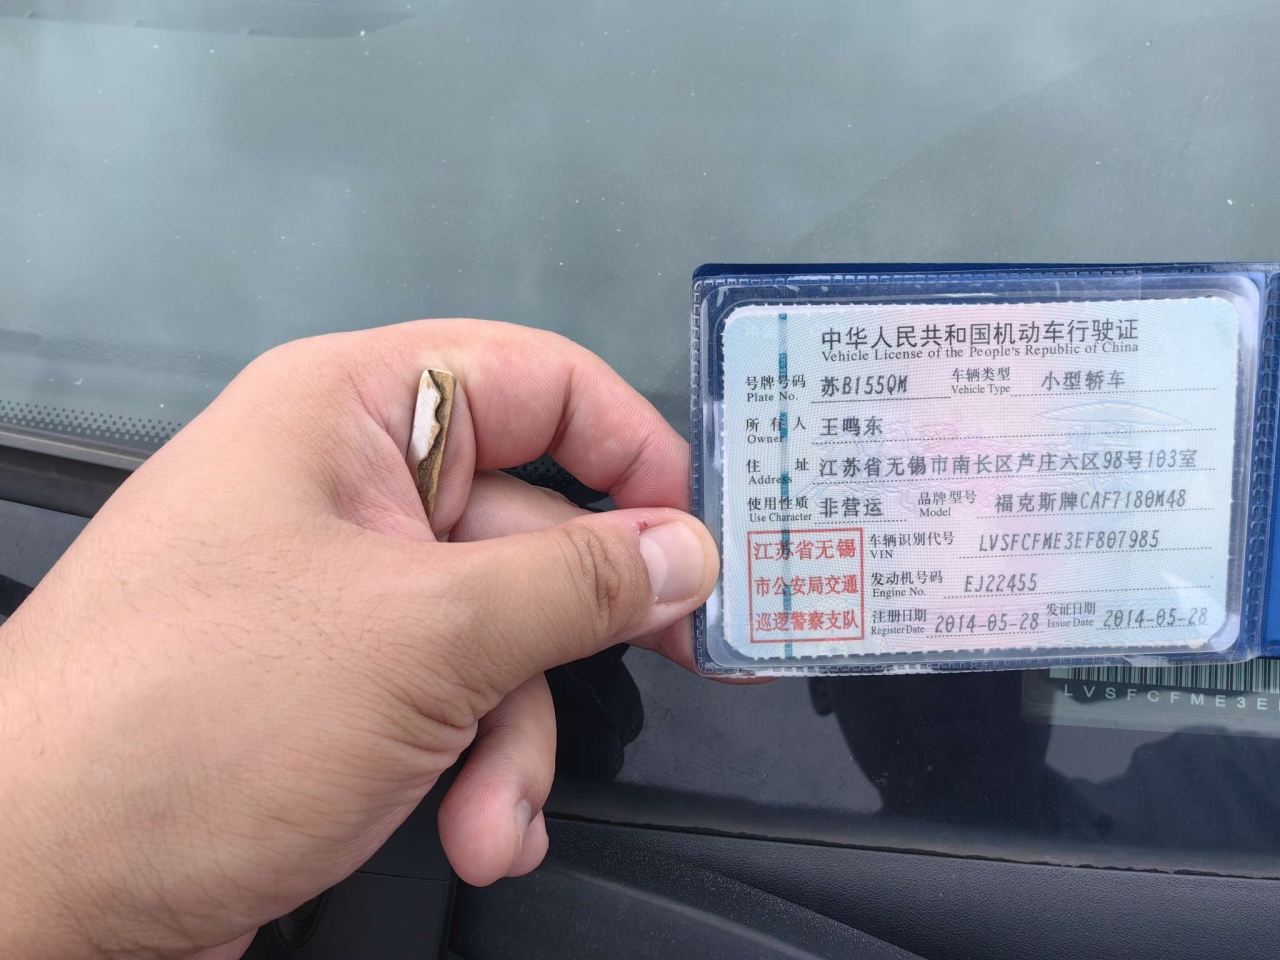 中华人民共和国机动车行驶证
Vehicle License of the People's Republic of China
号牌号码 苏B155QM 车辆类型 小型轿车
Plate No. Vehicle Type
所有人 王鸣东
Owner
住址 江苏省无锡市南长区芦庄六区98号103室
Address
使用性质 非营运 品牌型号 福克斯牌CAF7180M48
Use Character Model
江苏省无锡
市公安局交通
巡逻警察支队
车辆识别代号 LVSFCFME3EF807985
VIN
发动机号码 EJ22455
Engine No.
注册日期 2014-05-28 发证日期 2014-05-28
Register Date Issue Date
LVSFCFME3E